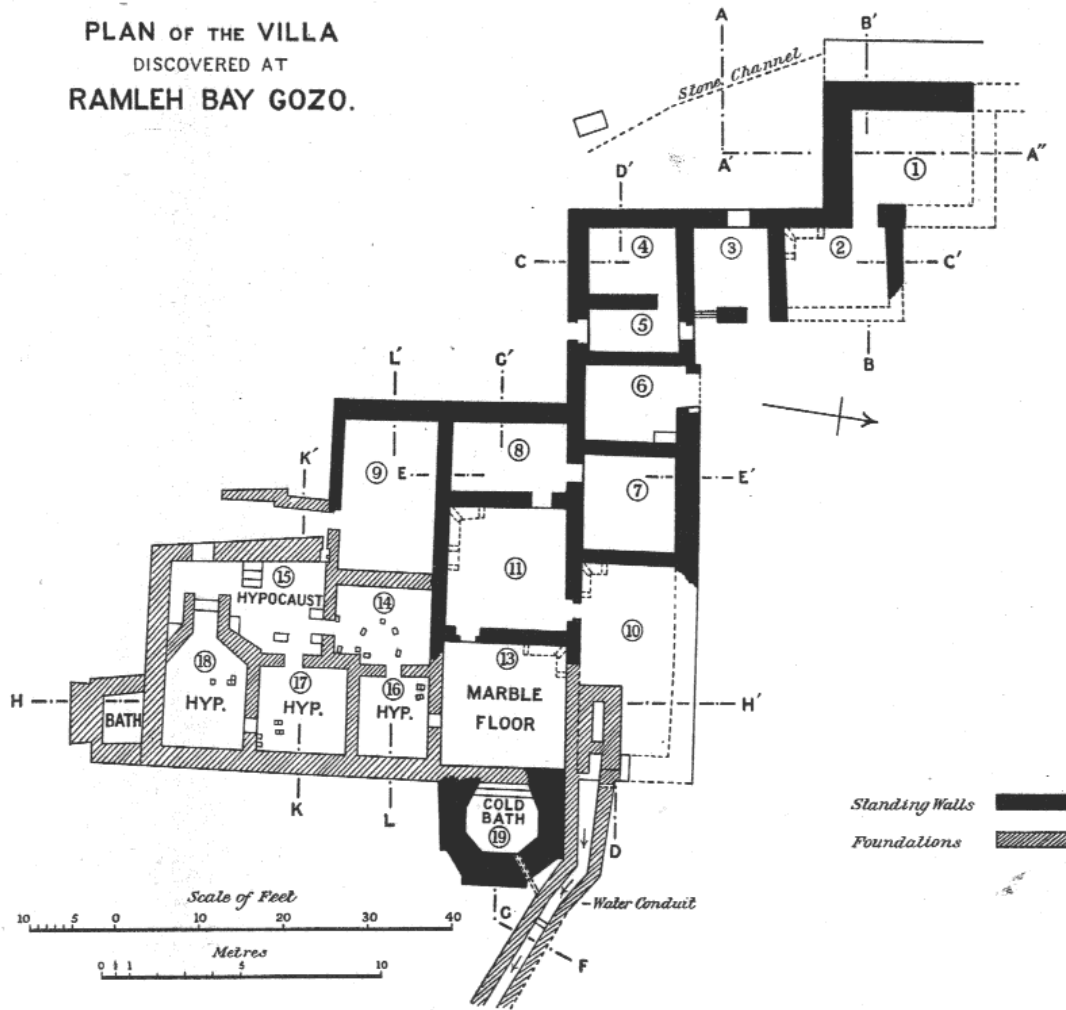 PLAN OF THE VILLA
DISCOVERED AT
RAMLEH BAY GOZO.
A
B'
Stone Channel
A'
A"
①
D'
C
④
③
②
C'
⑤
B
L'
G'
⑥
K'
⑨
E
⑧
⑦
E'
⑮
HYPOCAUST
⑭
⑪
⑩
⑱
HYP.
⑰
HYP.
⑯
HYP.
⑬
MARBLE
FLOOR
H
BATH
H'
K
L
COLD
BATH
⑲
D
Standing Walls
Foundations
G
Water Conduit
F
Scale of Feet
10 5 0 10 20 30 40
Metres
0 ½ 1 5 10